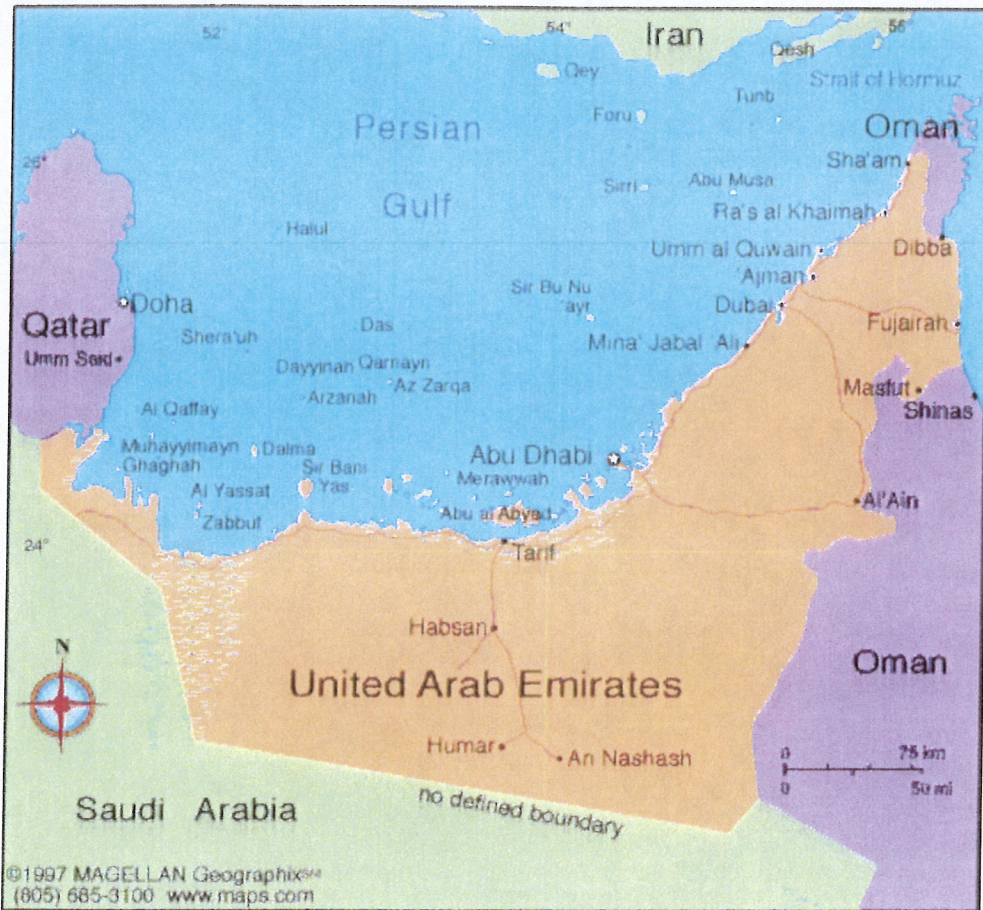 52°
54°
56°
Iran
Qesh
Qey
Strait of Hormuz
Tunb
Foru
Persian
Oman
26°
Sha'am
Sirri
Abu Musa
Gulf
Ra's al Khaimah
Halul
Umm al Quwain
Dibba
'Ajman
Sir Bu Nu
'ayr
Doha
Dubai
Qatar
Das
Fujairah
Shera'uh
Mina' Jabal 'Ali
Umm Said
Dayyinah
Qarnayn
Az Zarqa
Arzanah
Masfut
Shinas
Al Qaffay
Muhayyimayn
Dalma
Abu Dhabi
Ghaghah
Sir Bani
Yas
Merawwah
Al Yassat
Al'Ain
Zabbut
Abu al Abyad
24°
Tarif
Habsan
N
Oman
United Arab Emirates
Humar
An Nashash
0 75 km
0 50 mi
no defined boundary
Saudi Arabia
©1997 MAGELLAN Geographix℠
(805) 685-3100 www.maps.com